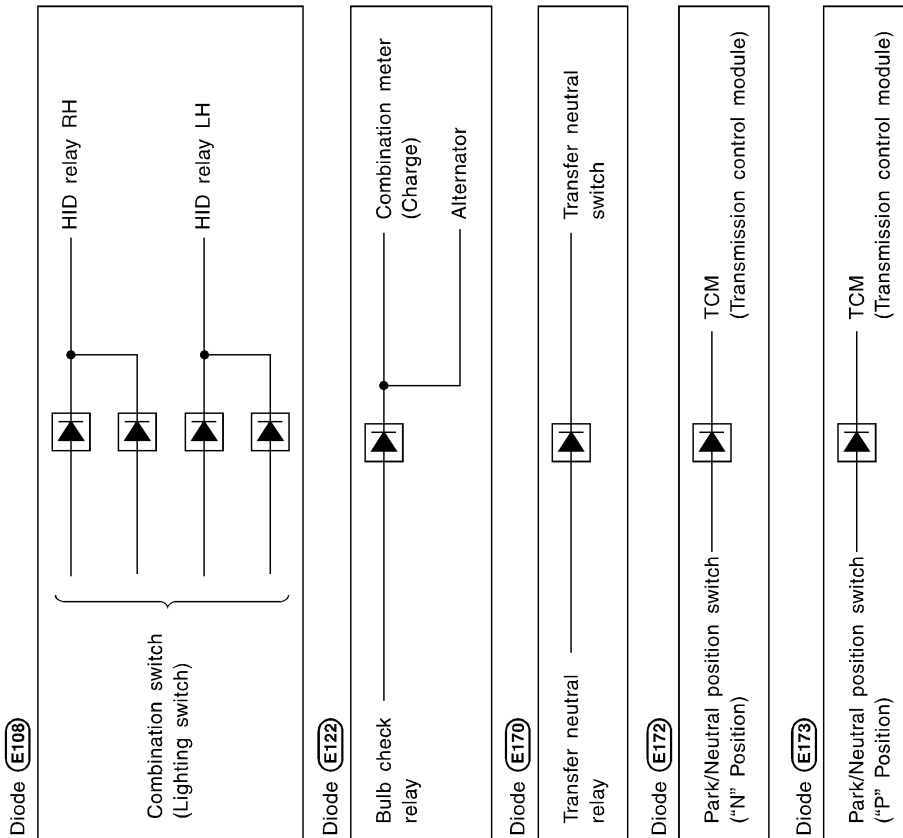 Diode E108
Combination switch
(Lighting switch)
HID relay RH
HID relay LH
Diode E122
Bulb check
relay
Combination meter
(Charge)
Alternator
Diode E170
Transfer neutral
relay
Transfer neutral
switch
Diode E172
Park/Neutral position switch
("N" Position)
TCM
(Transmission control module)
Diode E173
Park/Neutral position switch
("P" Position)
TCM
(Transmission control module)